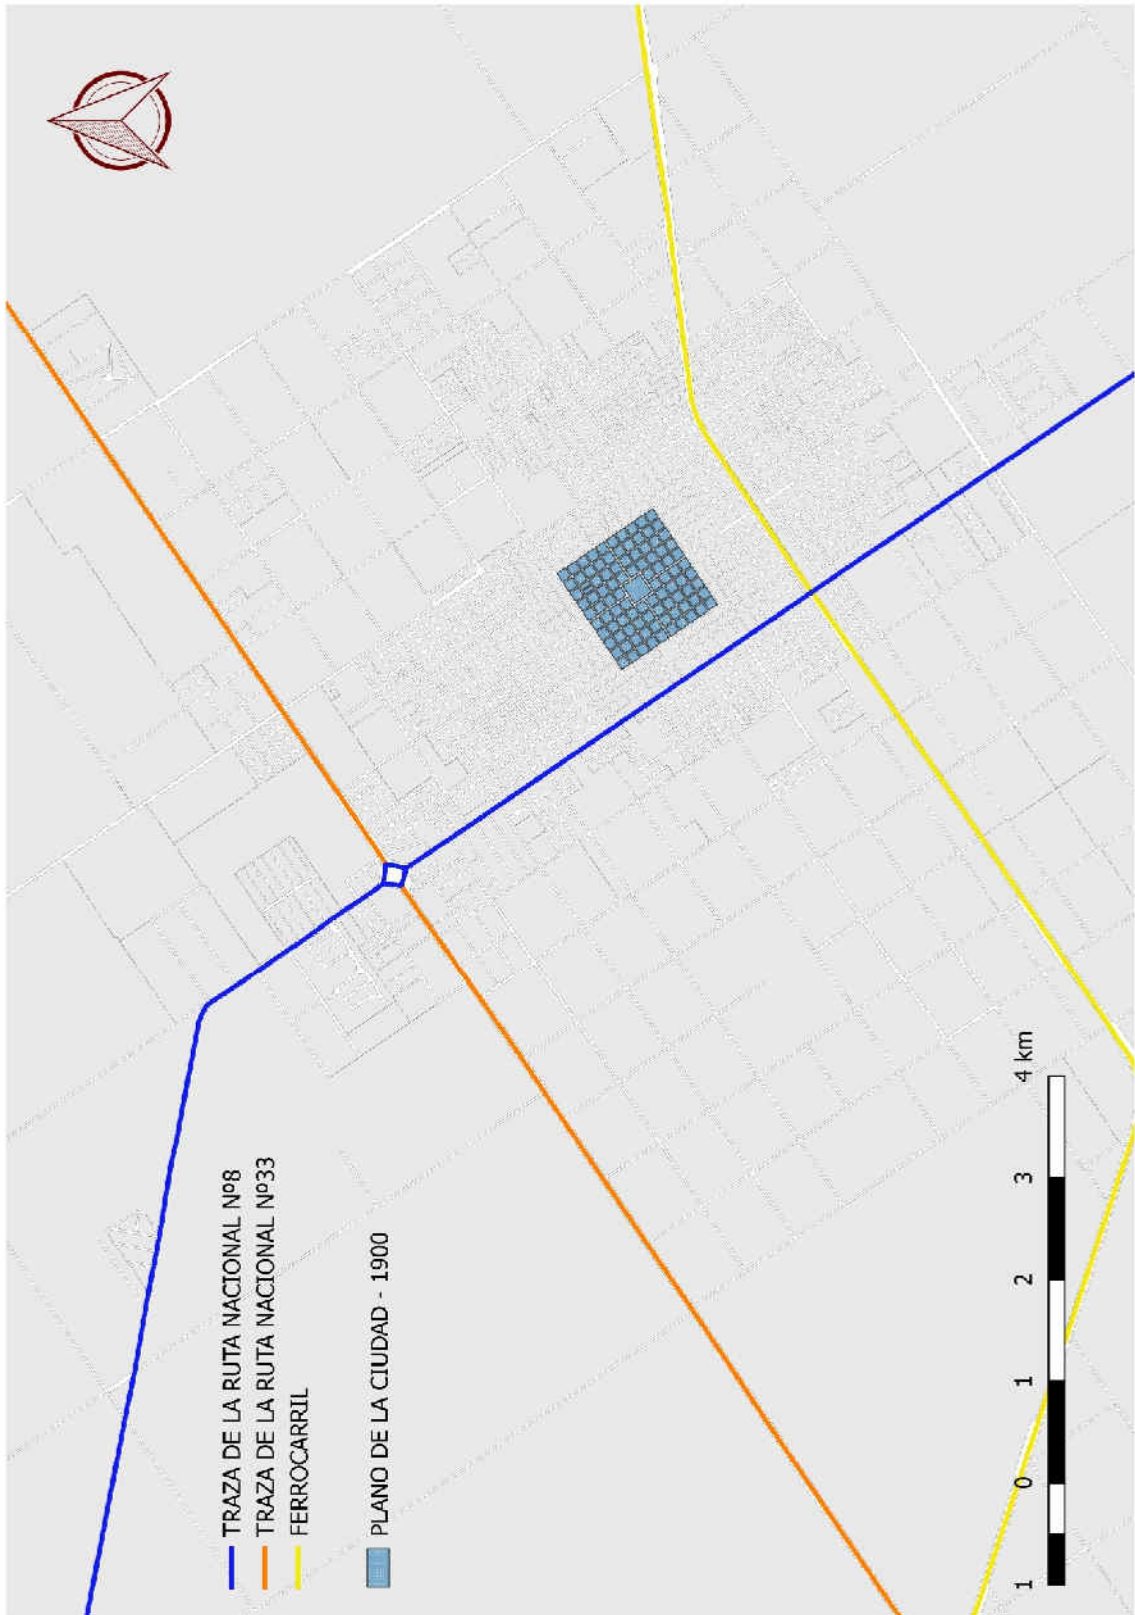 TRAZA DE LA RUTA NACIONAL Nº8
TRAZA DE LA RUTA NACIONAL Nº33
FERROCARRIL
PLANO DE LA CIUDAD - 1900
1 0 1 2 3 4 km